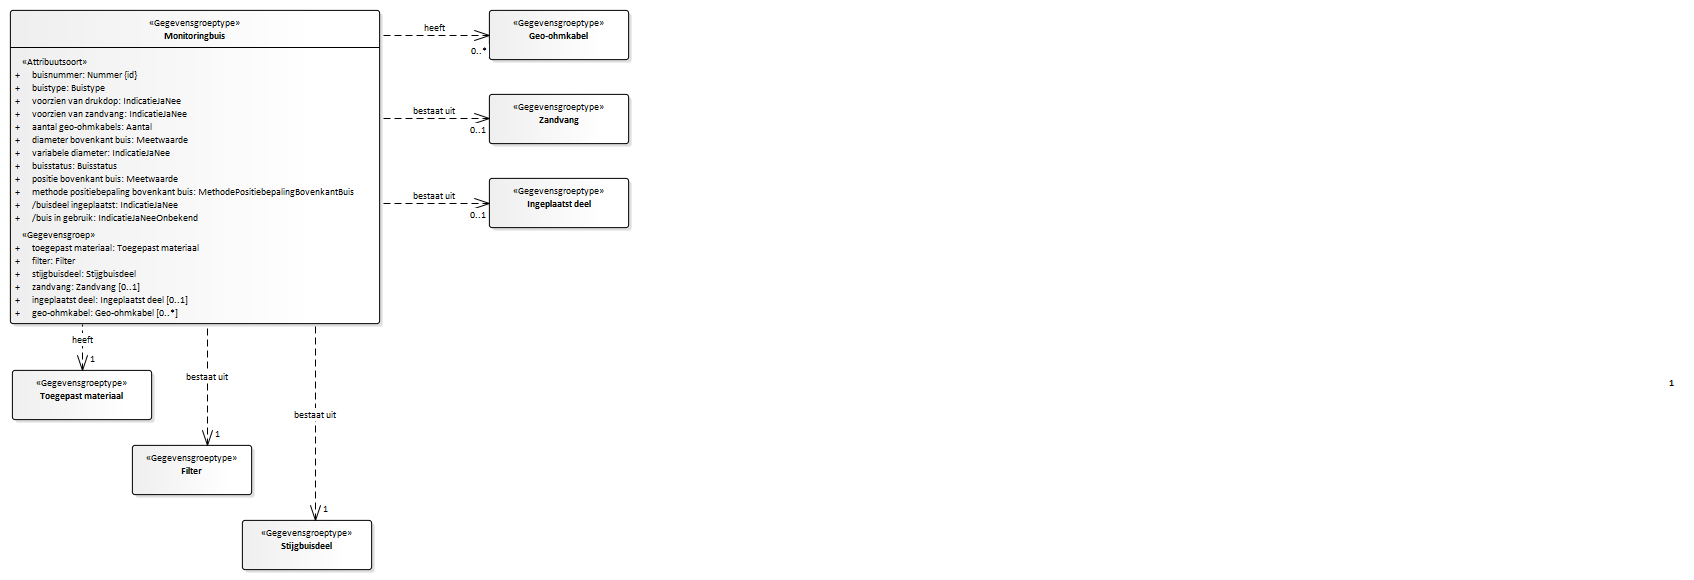 «Gegevensgroeptype»
Monitoringbuis
«Attribuutsoort»
+ buisnummer: Nummer {id}
+ buistype: Buistype
+ voorzien van drukdop: IndicatieJaNee
+ voorzien van zandvang: IndicatieJaNee
+ aantal geo-ohmkabels: Aantal
+ diameter bovenkant buis: Meetwaarde
+ variabele diameter: IndicatieJaNee
+ buisstatus: Buisstatus
+ positie bovenkant buis: Meetwaarde
+ methode positiebepaling bovenkant buis: MethodePositiebepalingBovenkantBuis
+ /buisdeel ingeplaatst: IndicatieJaNee
+ /buis in gebruik: IndicatieJaNeeOnbekend
«Gegevensgroep»
+ toegepast materiaal: Toegepast materiaal
+ filter: Filter
+ stijgbuisdeel: Stijgbuisdeel
+ zandvang: Zandvang [0..1]
+ ingeplaatst deel: Ingeplaatst deel [0..1]
+ geo-ohmkabel: Geo-ohmkabel [0..*]
heeft
0..*
«Gegevensgroeptype»
Geo-ohmkabel
bestaat uit
0..1
«Gegevensgroeptype»
Zandvang
bestaat uit
0..1
«Gegevensgroeptype»
Ingeplaatst deel
heeft
1
«Gegevensgroeptype»
Toegepast materiaal
bestaat uit
1
«Gegevensgroeptype»
Filter
bestaat uit
1
«Gegevensgroeptype»
Stijgbuisdeel
1